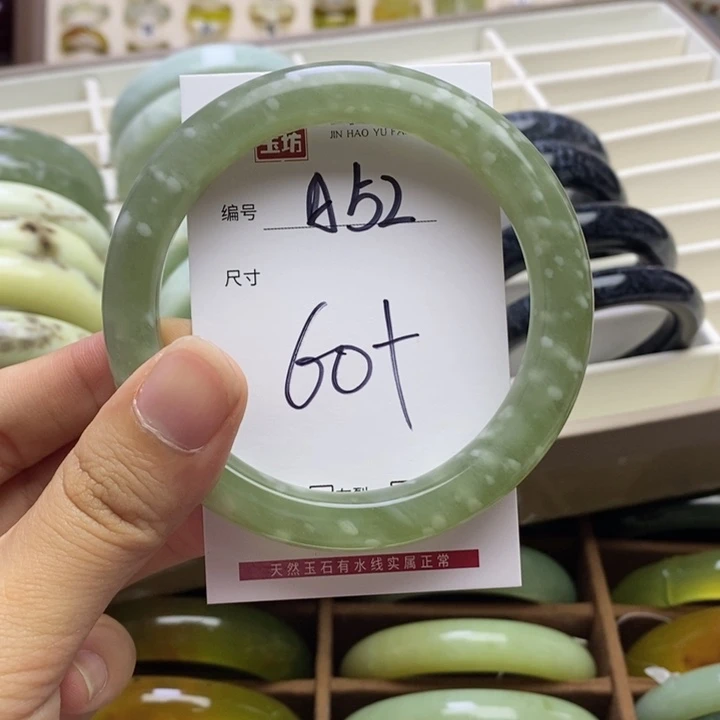 玉坊
JIN HAO YU FA
编号 A52
尺寸
60+
天然玉石有水线实属正常